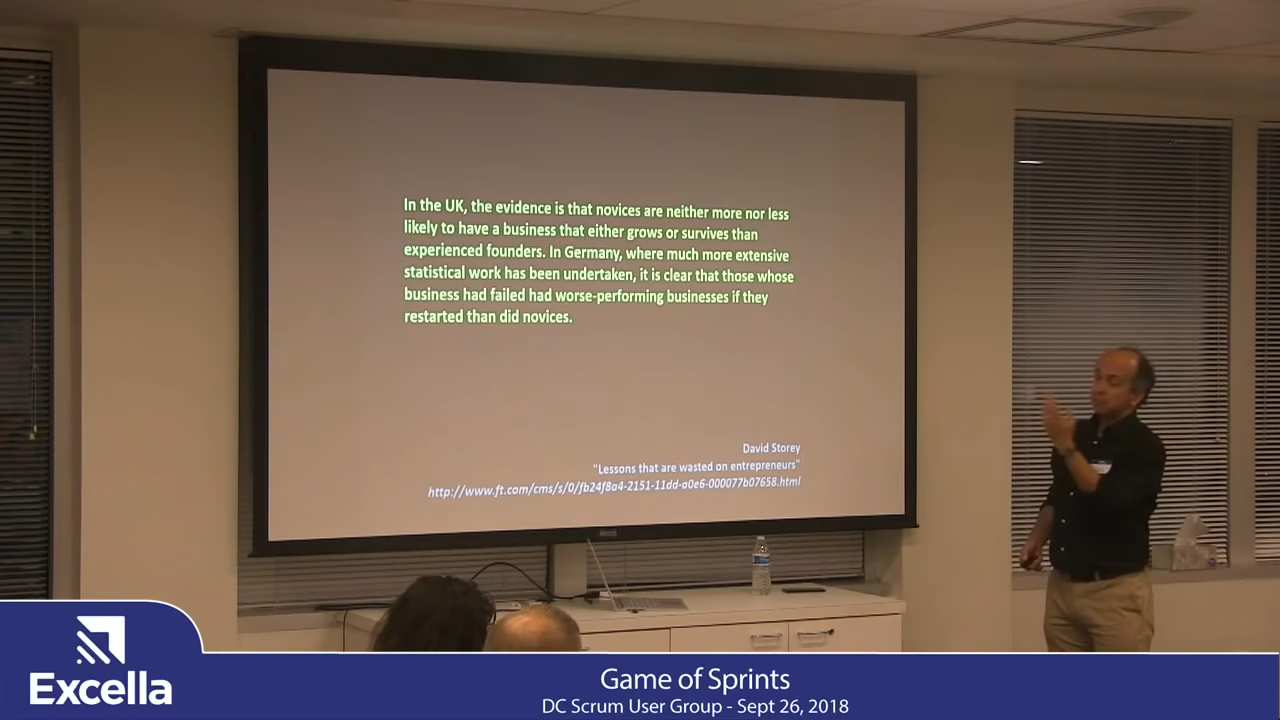 In the UK, the evidence is that novices are neither more nor less
likely to have a business that either grows or survives than
experienced founders. In Germany, where much more extensive
statistical work has been undertaken, it is clear that those whose
business had failed had worse-performing businesses if they
restarted than did novices.
David Storey
"Lessons that are wasted on entrepreneurs"
http://www.ft.com/cms/s/0/fb24f8a4-2151-11dd-a0e6-000077b07658.html
Excella
Game of Sprints
DC Scrum User Group - Sept 26, 2018